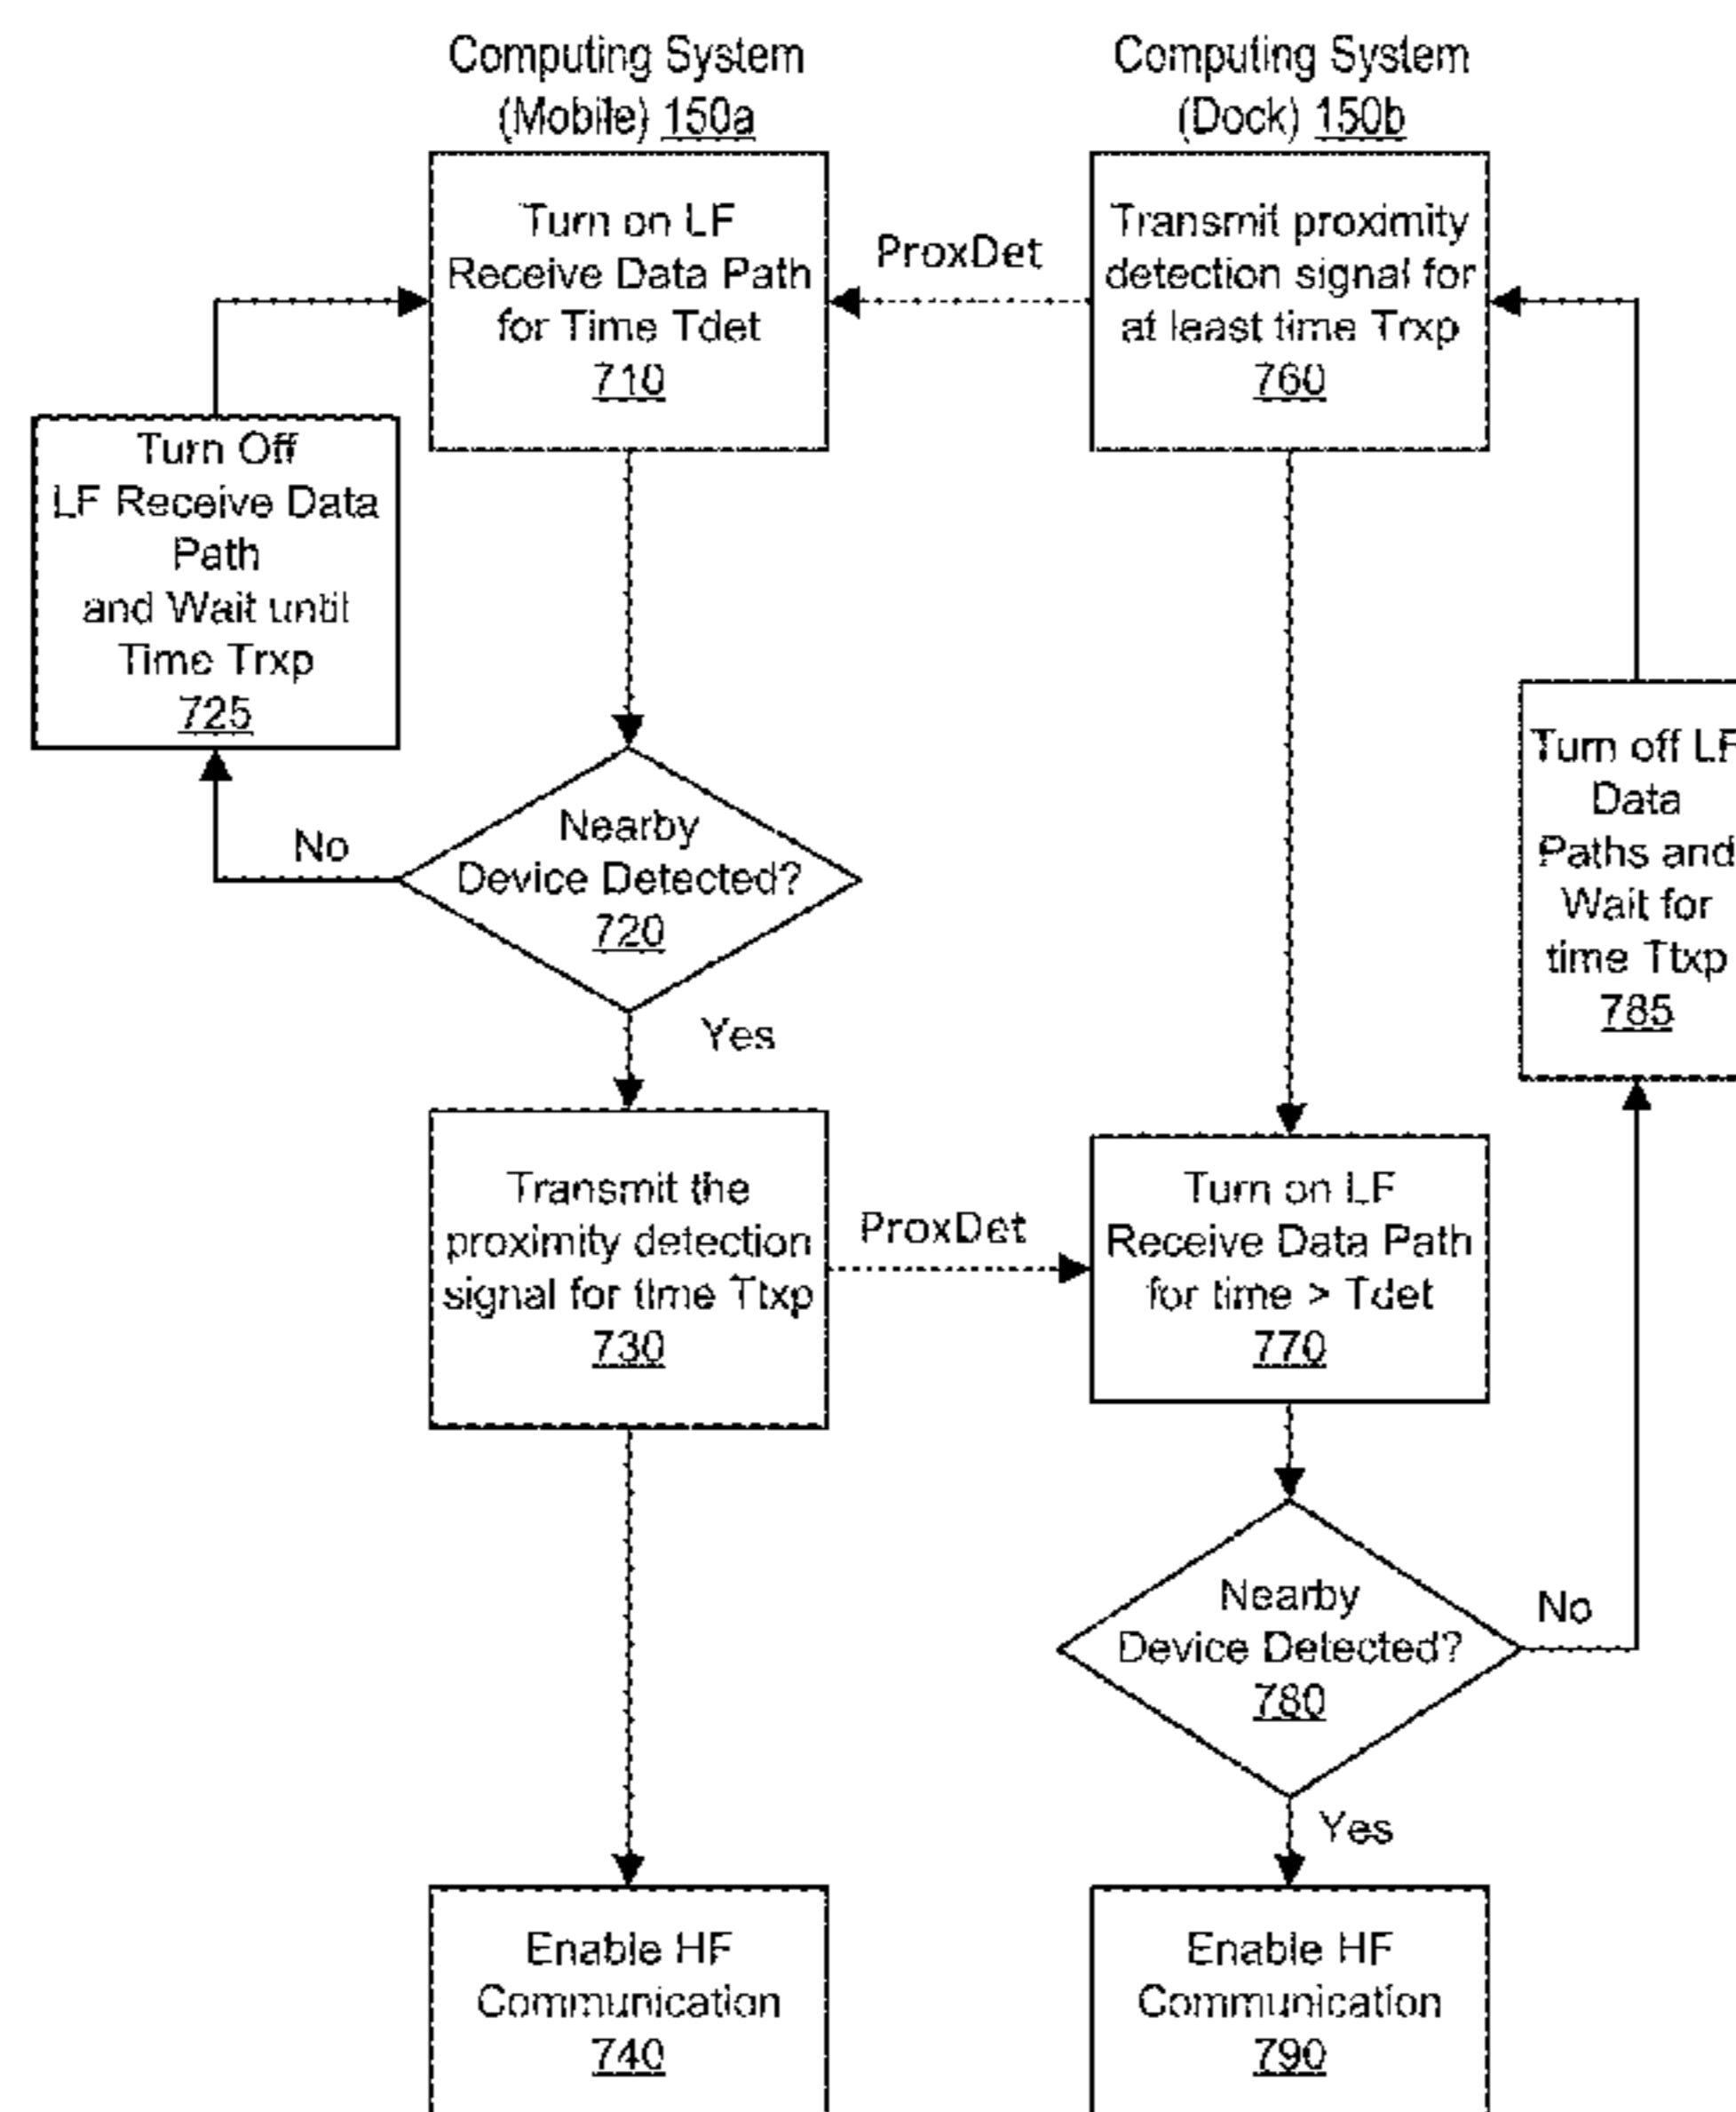 Computing System
(Mobile) 150a
Computing System
(Dock) 150b
Turn on LF
Receive Data Path
for Time Tdet
710
ProxDet
Transmit proximity
detection signal for
at least time Trxp
760
Turn Off
LF Receive Data
Path
and Wait until
Time Trxp
725
Turn off LF
Data
Paths and
Wait for
time Ttxp
785
No
Nearby
Device Detected?
720
Yes
Transmit the
proximity detection
signal for time Ttxp
730
ProxDet
Turn on LF
Receive Data Path
for time > Tdet
770
Nearby
Device Detected?
780
No
Yes
Enable HF
Communication
740
Enable HF
Communication
790